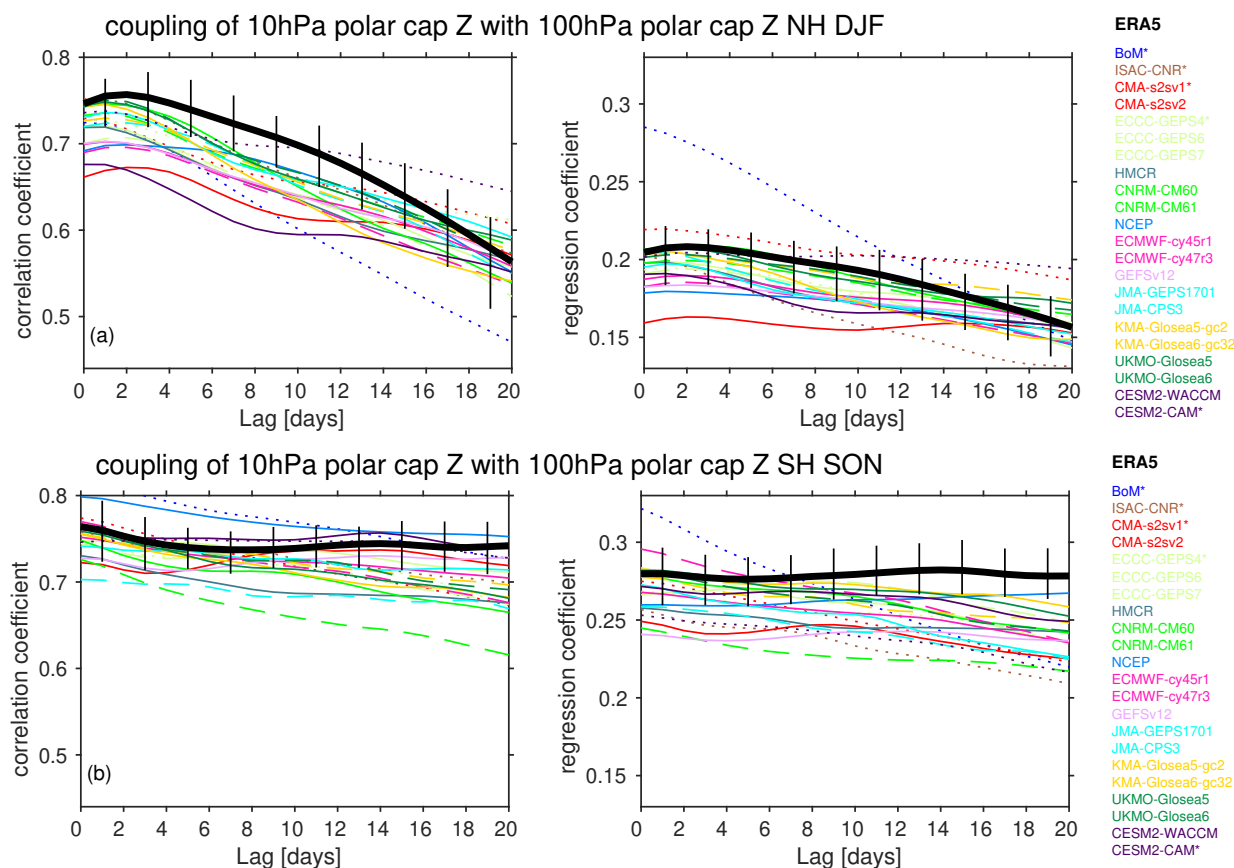 coupling of 10hPa polar cap Z with 100hPa polar cap Z NH DJF
0.8
0.7
0.6
0.5
correlation coefficient
(a)
0 2 4 6 8 10 12 14 16 18 20
Lag [days]
0.3
0.25
0.2
0.15
regression coefficient
0 2 4 6 8 10 12 14 16 18 20
Lag [days]
ERA5
BoM*
ISAC-CNR*
CMA-s2sv1*
CMA-s2sv2
ECCC-GEPS4*
ECCC-GEPS6
ECCC-GEPS7
HMCR
CNRM-CM60
CNRM-CM61
NCEP
ECMWF-cy45r1
ECMWF-cy47r3
GEFSv12
JMA-GEPS1701
JMA-CPS3
KMA-Glosea5-gc2
KMA-Glosea6-gc32
UKMO-Glosea5
UKMO-Glosea6
CESM2-WACCM
CESM2-CAM*
coupling of 10hPa polar cap Z with 100hPa polar cap Z SH SON
0.8
0.7
0.6
0.5
correlation coefficient
(b)
0 2 4 6 8 10 12 14 16 18 20
Lag [days]
0.3
0.25
0.2
0.15
regression coefficient
0 2 4 6 8 10 12 14 16 18 20
Lag [days]
ERA5
BoM*
ISAC-CNR*
CMA-s2sv1*
CMA-s2sv2
ECCC-GEPS4*
ECCC-GEPS6
ECCC-GEPS7
HMCR
CNRM-CM60
CNRM-CM61
NCEP
ECMWF-cy45r1
ECMWF-cy47r3
GEFSv12
JMA-GEPS1701
JMA-CPS3
KMA-Glosea5-gc2
KMA-Glosea6-gc32
UKMO-Glosea5
UKMO-Glosea6
CESM2-WACCM
CESM2-CAM*